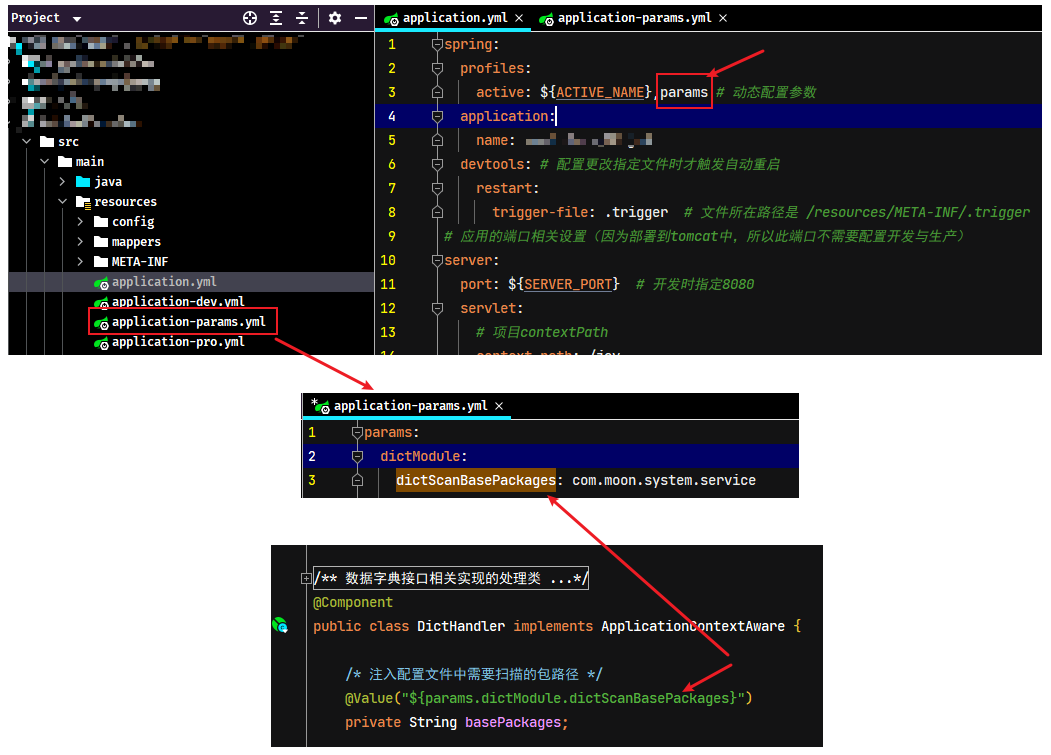 Project
src
main
java
resources
config
mappers
META-INF
application.yml
application-dev.yml
application-params.yml
application-pro.yml
application.yml × application-params.yml ×
1 spring:
2 profiles:
3 active: ${ACTIVE_NAME},params # 动态配置参数
4 application:
5 name:
6 devtools: # 配置更改指定文件时才触发自动重启
7 restart:
8 trigger-file: .trigger # 文件所在路径是 /resources/META-INF/.trigger
9 # 应用的端口相关设置（因为部署到tomcat中，所以此端口不需要配置开发与生产）
10 server:
11 port: ${SERVER_PORT} # 开发时指定8080
12 servlet:
13 # 项目contextPath
*application-params.yml ×
1 params:
2 dictModule:
3 dictScanBasePackages: com.moon.system.service
/** 数据字典接口相关实现的处理类 ...*/
@Component
public class DictHandler implements ApplicationContextAware {
/* 注入配置文件中需要扫描的包路径 */
@Value("${params.dictModule.dictScanBasePackages}")
private String basePackages;